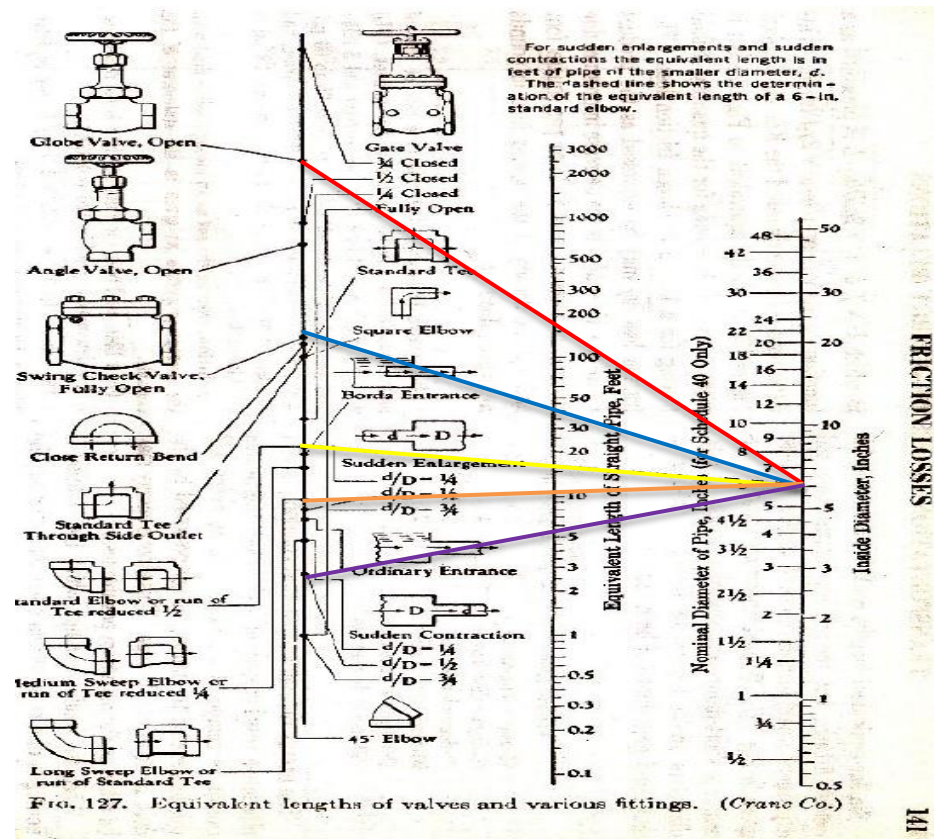 For sudden enlargements and sudden
contractions the equivalent length is in
feet of pipe of the smaller diameter, d.
The dashed line shows the determin-
ation of the equivalent length of a 6-in.
standard elbow.
Globe Valve, Open
Gate Valve
¾ Closed
½ Closed
¼ Closed
Fully Open
Angle Valve, Open
Standard Tee
Square Elbow
Swing Check Valve,
Fully Open
Borda Entrance
Close Return Bend
d
D
Sudden Enlargement
d/D - ¼
d/D - ½
d/D - ¾
Standard Tee
Through Side Outlet
Ordinary Entrance
tandard Elbow or run of
Tee reduced ½
D
d
Sudden Contraction
d/D - ¼
d/D - ½
d/D - ¾
Medium Sweep Elbow or
run of Tee reduced ¼
45° Elbow
Long Sweep Elbow or
run of Standard Tee
3000
2000
1000
500
300
200
100
50
30
20
10
5
3
2
1
0.5
0.3
0.2
0.1
Equivalent Length of Straight Pipe, Feet
48
42
36
30
24
22
20
18
16
14
12
10
9
8
7
4½
4
3½
3
2½
2
1½
1¼
1
¾
½
Nominal Diameter of Pipe, Inches (for Schedule 40 Only)
50
30
20
10
5
3
2
1
0.5
Inside Diameter, Inches
FRICTION LOSSES
141
Fig. 127. Equivalent lengths of valves and various fittings. (Crane Co.)